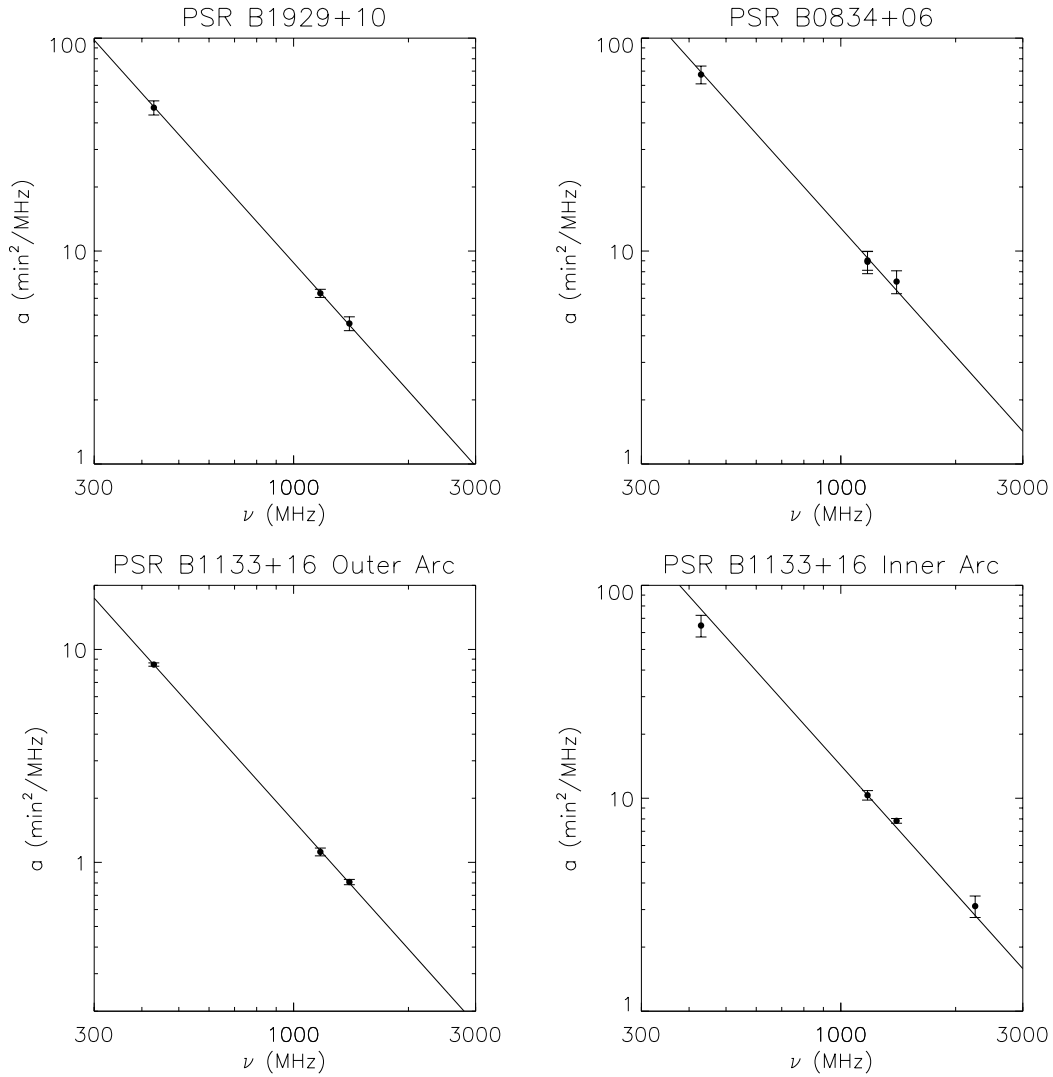 PSR B1929+10
100
10
1
a (min²/MHz)
300
1000
3000
ν (MHz)
PSR B0834+06
100
10
1
a (min²/MHz)
300
1000
3000
ν (MHz)
PSR B1133+16 Outer Arc
10
1
a (min²/MHz)
300
1000
3000
ν (MHz)
PSR B1133+16 Inner Arc
100
10
1
a (min²/MHz)
300
1000
3000
ν (MHz)